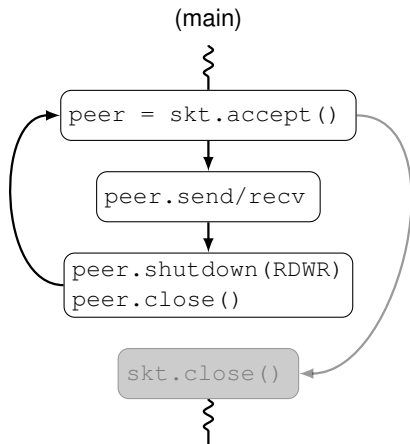 (main)
peer = skt.accept()
peer.send/recv
peer.shutdown(RDWR)
peer.close()
skt.close()